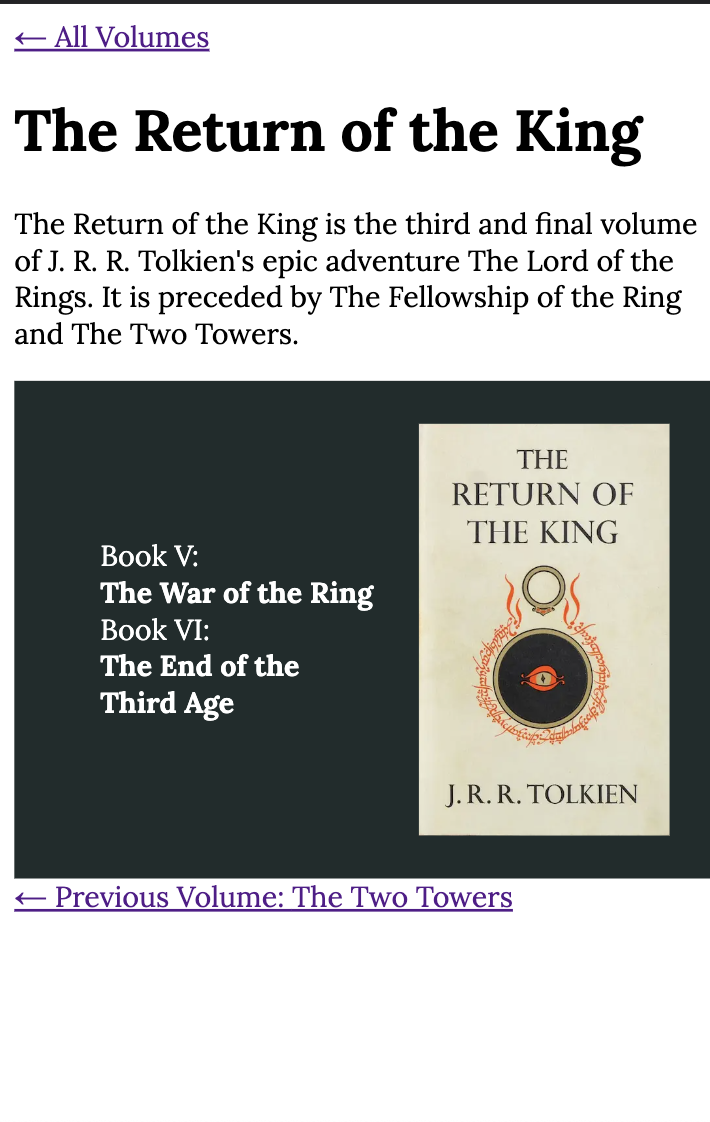 ← All Volumes
The Return of the King
The Return of the King is the third and final volume
of J. R. R. Tolkien's epic adventure The Lord of the
Rings. It is preceded by The Fellowship of the Ring
and The Two Towers.
Book V:
The War of the Ring
Book VI:
The End of the
Third Age
THE
RETURN OF
THE KING
J. R. R. TOLKIEN
← Previous Volume: The Two Towers